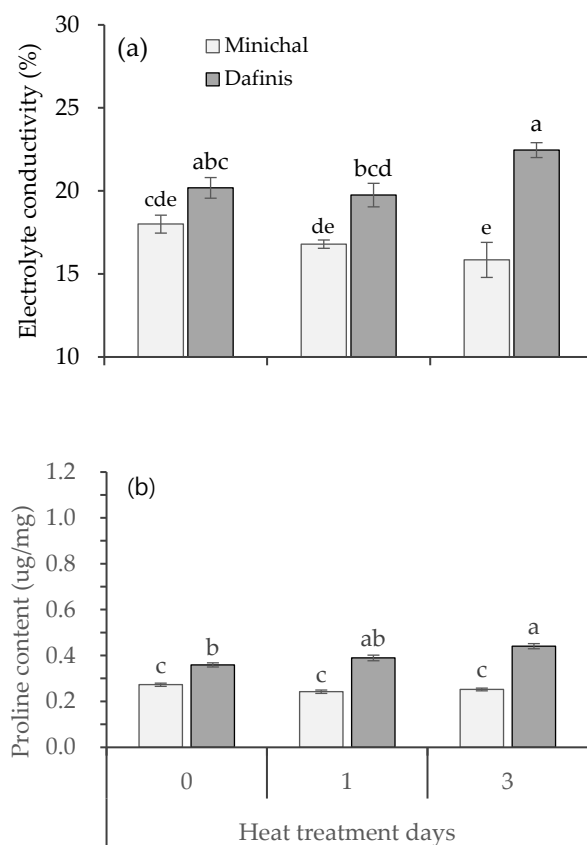 30
(a)
Minichal
Dafinis
25
20
15
10
Electrolyte conductivity (%)
cde
abc
de
bcd
e
a
1.2
(b)
1.0
0.8
0.6
0.4
0.2
0.0
Proline content (ug/mg)
c
b
c
ab
c
a
0 1 3
Heat treatment days